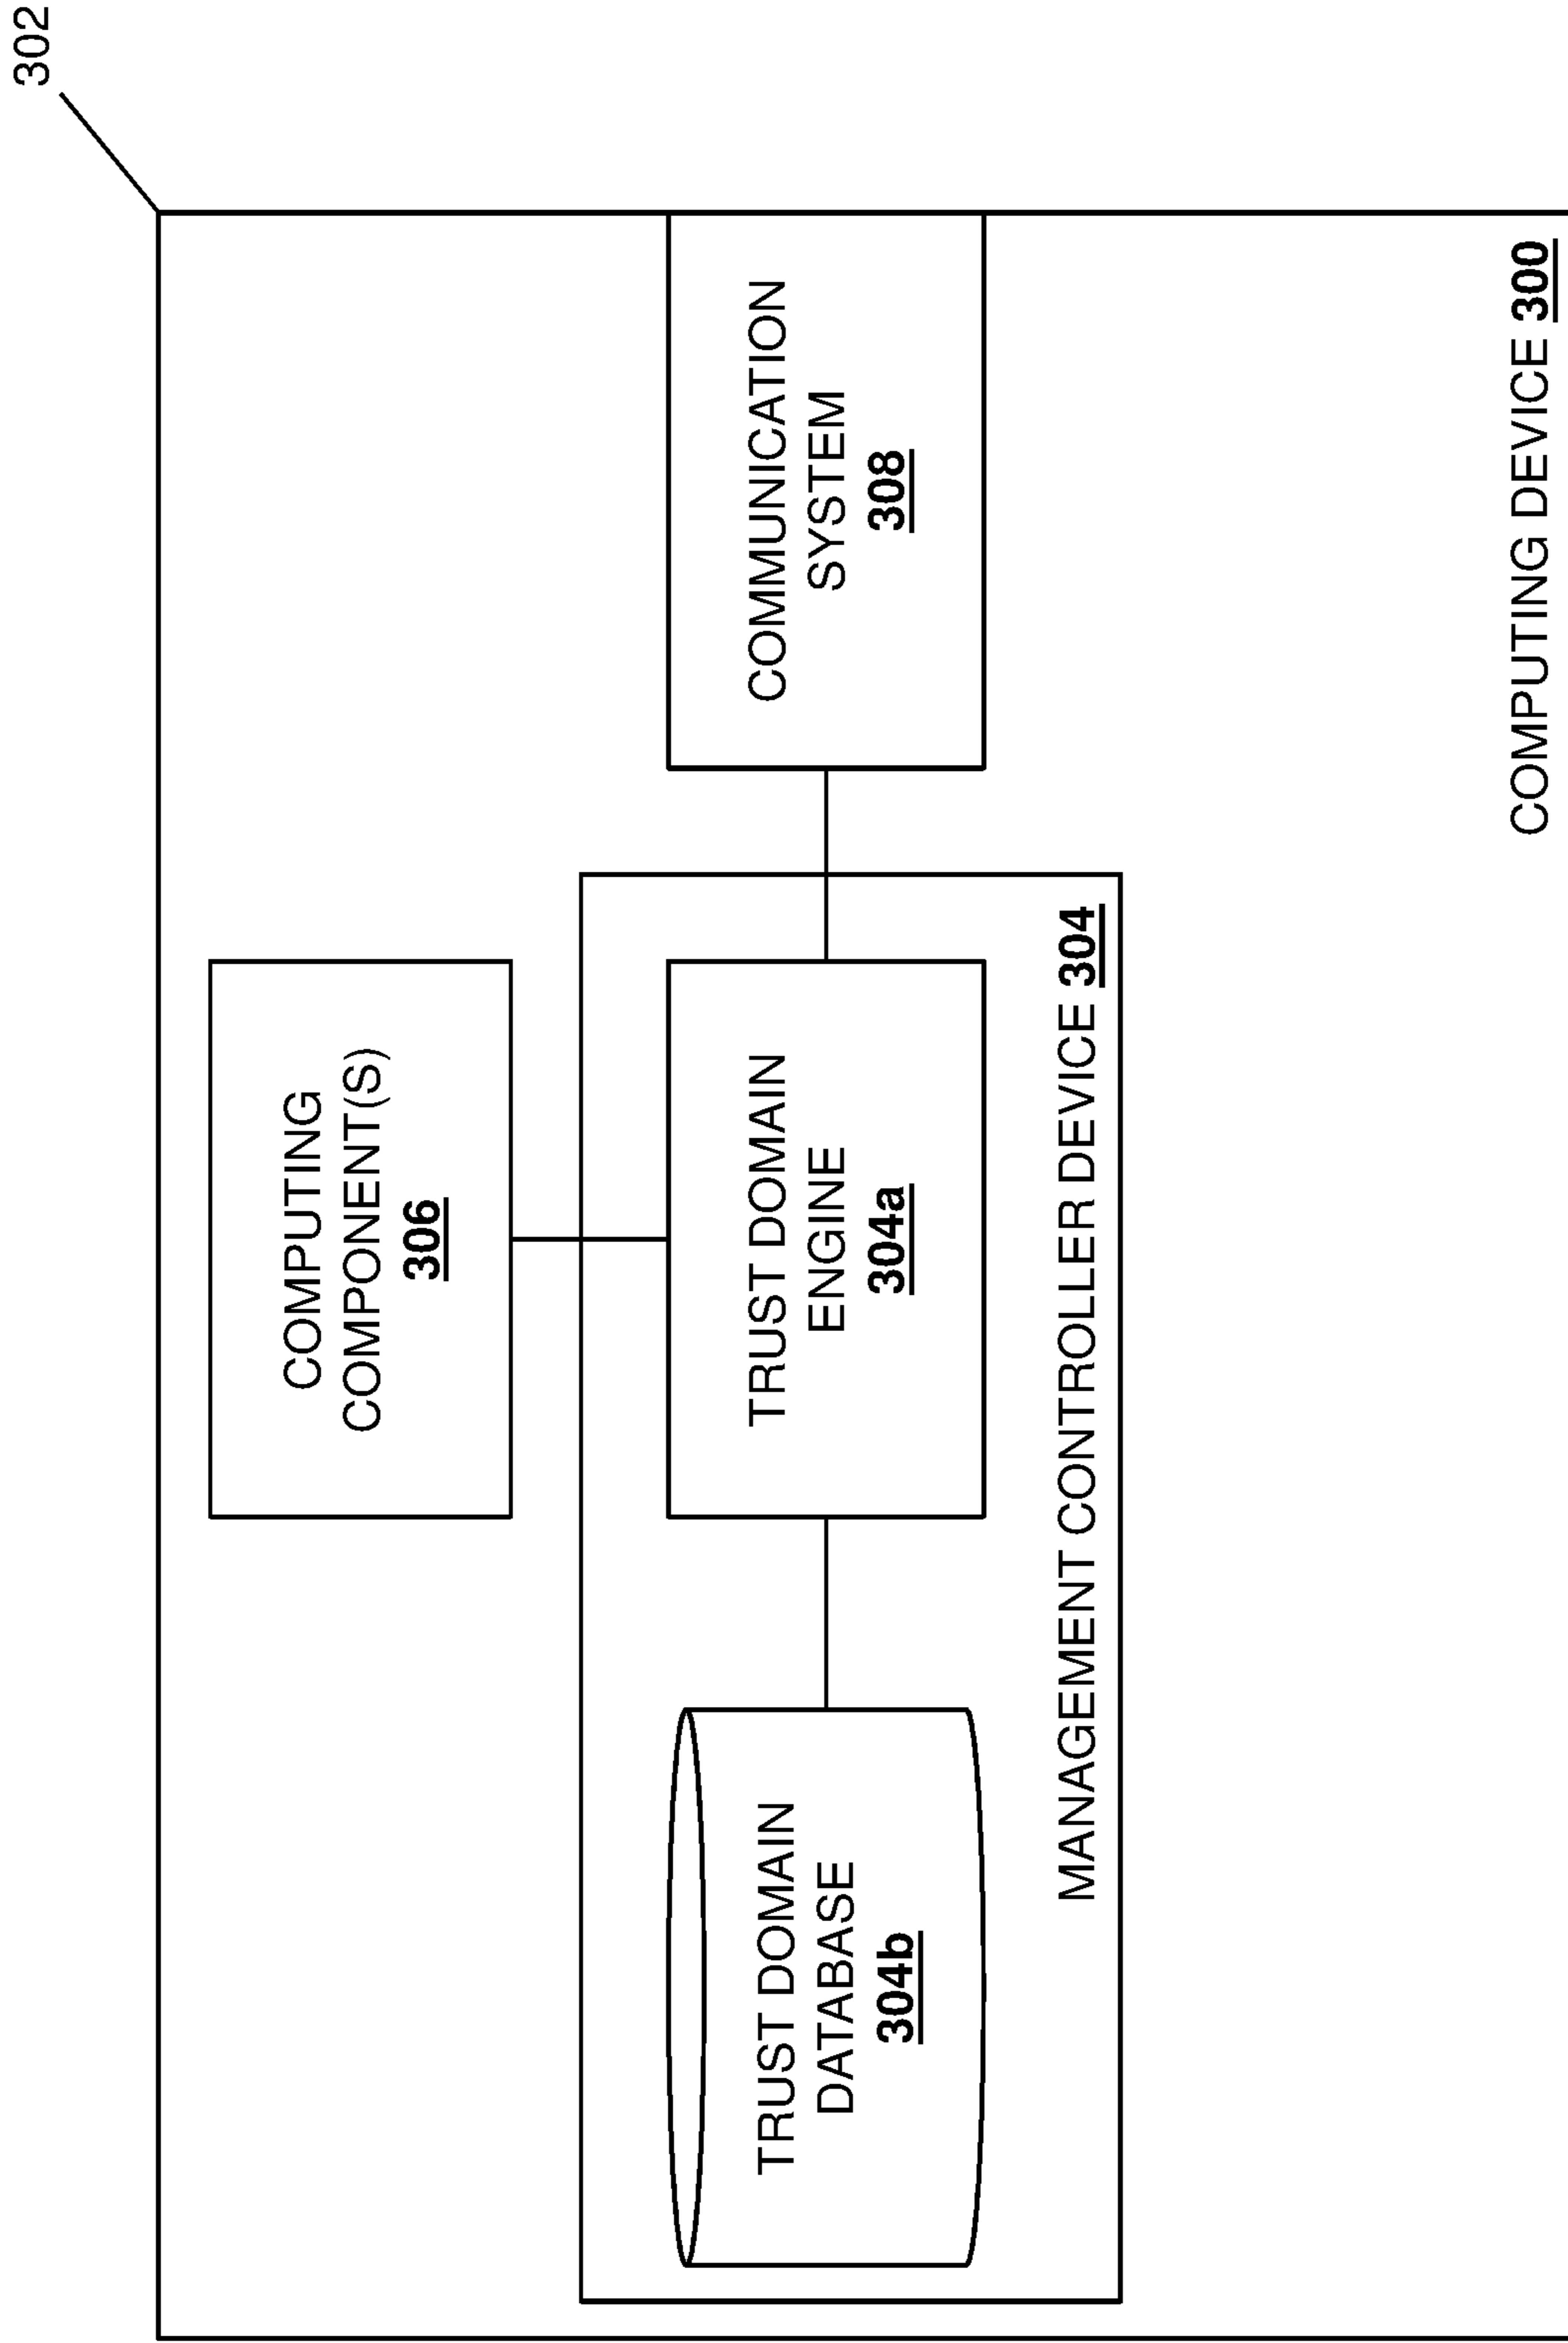 302
COMPUTING
COMPONENT(S)
306
TRUST DOMAIN
DATABASE
304b
TRUST DOMAIN
ENGINE
304a
COMMUNICATION
SYSTEM
308
MANAGEMENT CONTROLLER DEVICE 304
COMPUTING DEVICE 300